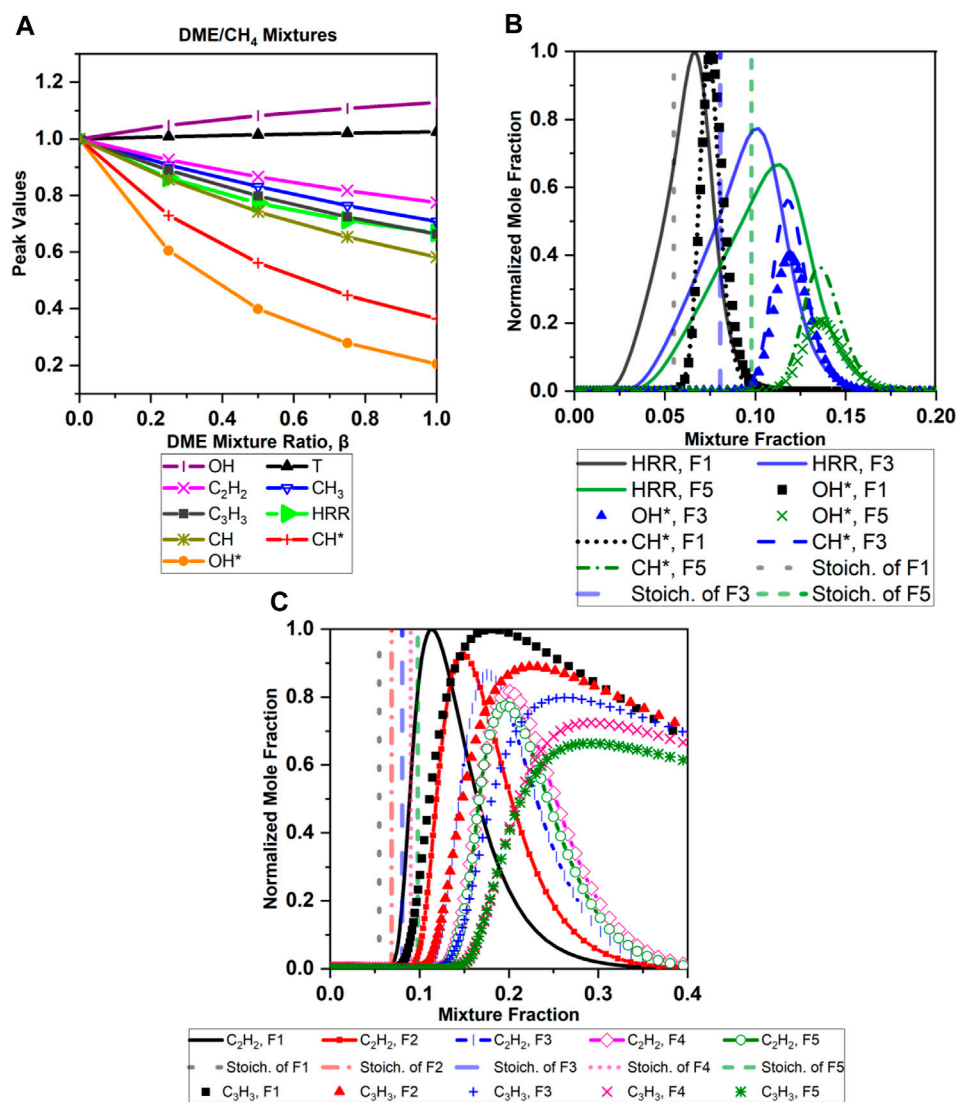 A
DME/CH4 Mixtures
Peak Values
1.2
1.0
0.8
0.6
0.4
0.2
0.0 0.2 0.4 0.6 0.8 1.0
DME Mixture Ratio, β
OH T
C2H2 CH3
C3H3 HRR
CH CH*
OH*
B
Normalized Mole Fraction
1.0
0.8
0.6
0.4
0.2
0.0
0.00 0.05 0.10 0.15 0.20
Mixture Fraction
HRR, F1 HRR, F3
HRR, F5 OH*, F1
OH*, F3 OH*, F5
CH*, F1 CH*, F3
CH*, F5 Stoich. of F1
Stoich. of F3 Stoich. of F5
C
Normalized Mole Fraction
1.0
0.8
0.6
0.4
0.2
0.0
0.0 0.1 0.2 0.3 0.4
Mixture Fraction
C2H2, F1 C2H2, F2 C2H2, F3 C2H2, F4 C2H2, F5
Stoich. of F1 Stoich. of F2 Stoich. of F3 Stoich. of F4 Stoich. of F5
C3H3, F1 C3H3, F2 C3H3, F3 C3H3, F4 C3H3, F5